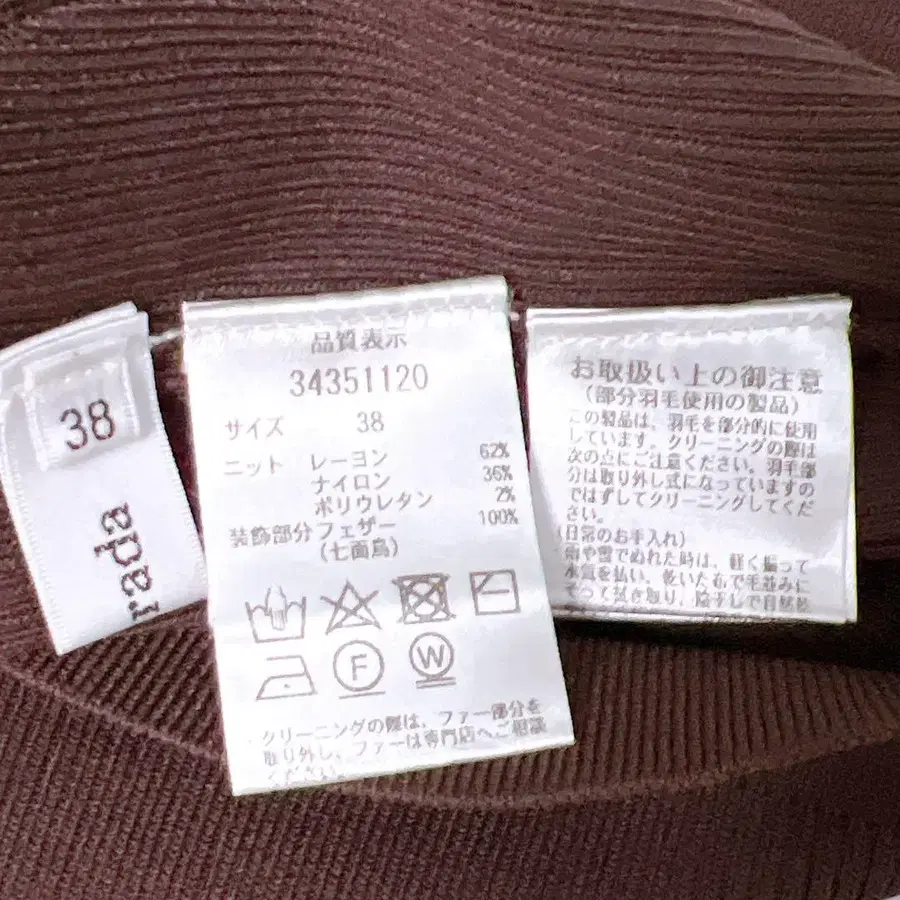 38
apar
reda
品質表示
34351120
サイズ 38
ニット レーヨン 62%
ナイロン 36%
ポリウレタン 2%
装飾部分 フェザー 100%
(七面鳥)
F W
クリーニングの際は、ファー部分を
取り外し、ファーは専門店へご相談
ください。
お取扱い上の御注意
(部分羽毛使用の製品)
この製品は、羽毛を部分的に使用
しています。クリーニングの際は
次の点にご注意ください。羽毛部
分は取り外し式になっていますの
ではずしてクリーニングしてくだ
さい。
(日常のお手入れ)
雨や雪でぬれた時は、軽く振って
水気を払い、乾いた布で毛並みに
そって拭き取り、陰干しで自然乾